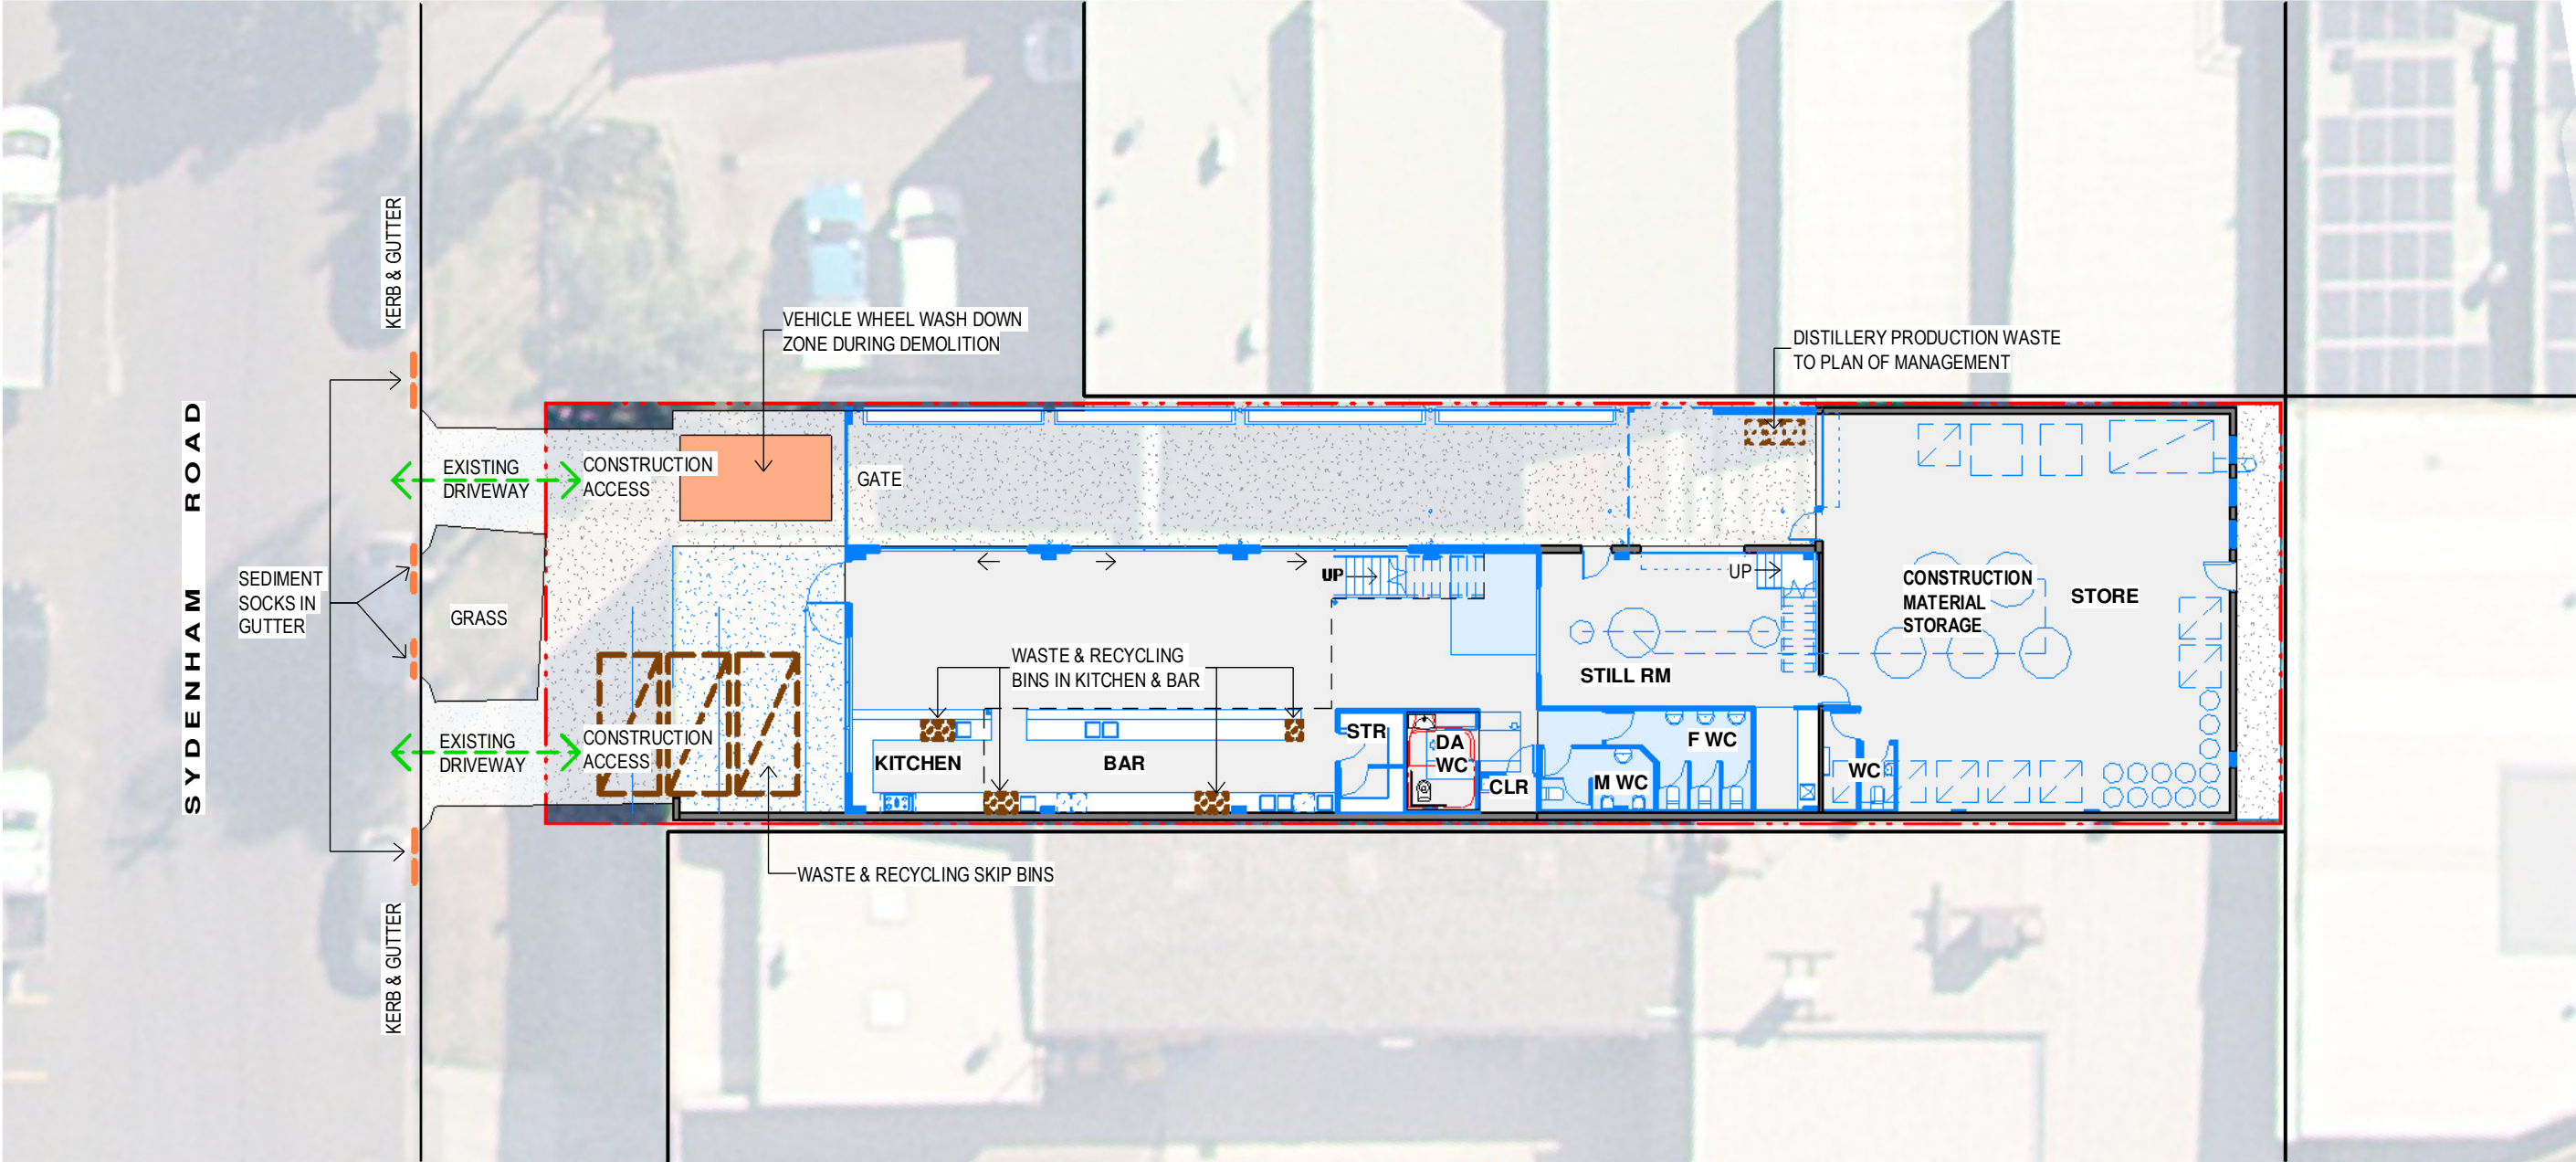 KERB & GUTTER
VEHICLE WHEEL WASH DOWN
ZONE DURING DEMOLITION
DISTILLERY PRODUCTION WASTE
TO PLAN OF MANAGEMENT
SYDENHAM ROAD
EXISTING
DRIVEWAY
CONSTRUCTION
ACCESS
GATE
SEDIMENT
SOCKS IN
GUTTER
GRASS
UP
UP
CONSTRUCTION
MATERIAL
STORAGE
STORE
WASTE & RECYCLING
BINS IN KITCHEN & BAR
STILL RM
EXISTING
DRIVEWAY
CONSTRUCTION
ACCESS
KITCHEN
BAR
STR
DA
WC
CLR
M WC
F WC
WC
WASTE & RECYCLING SKIP BINS
KERB & GUTTER